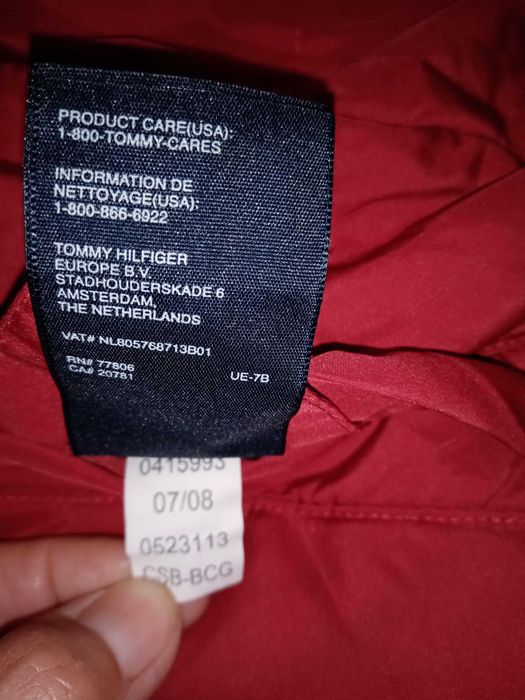 PRODUCT CARE(USA):
1-800-TOMMY-CARES
INFORMATION DE
NETTOYAGE(USA):
1-800-866-6922
TOMMY HILFIGER
EUROPE B.V.
STADHOUDERSKADE 6
AMSTERDAM,
THE NETHERLANDS
VAT# NL805768713B01
RN# 77806
CA# 20781
UE-7B
0415993
07/08
0523113
CSB-BCG